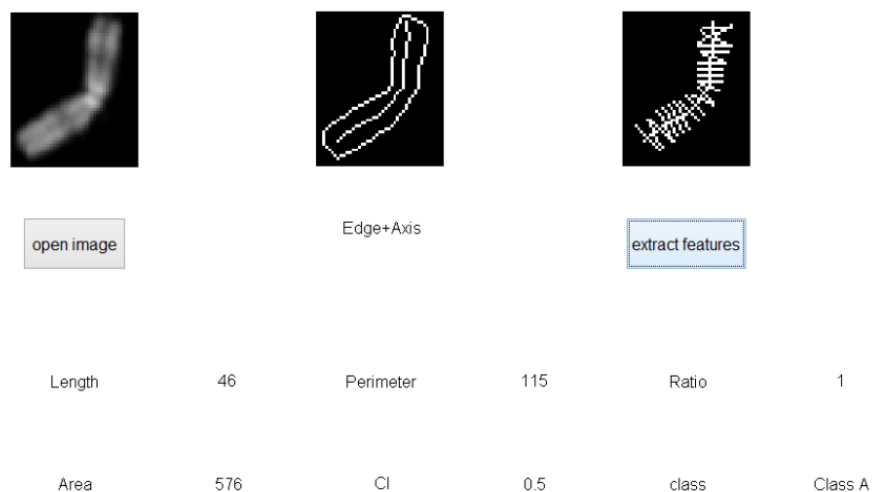 Edge+Axis
open image
extract features
Length 46 Perimeter 115 Ratio 1
Area 576 CI 0.5 class Class A